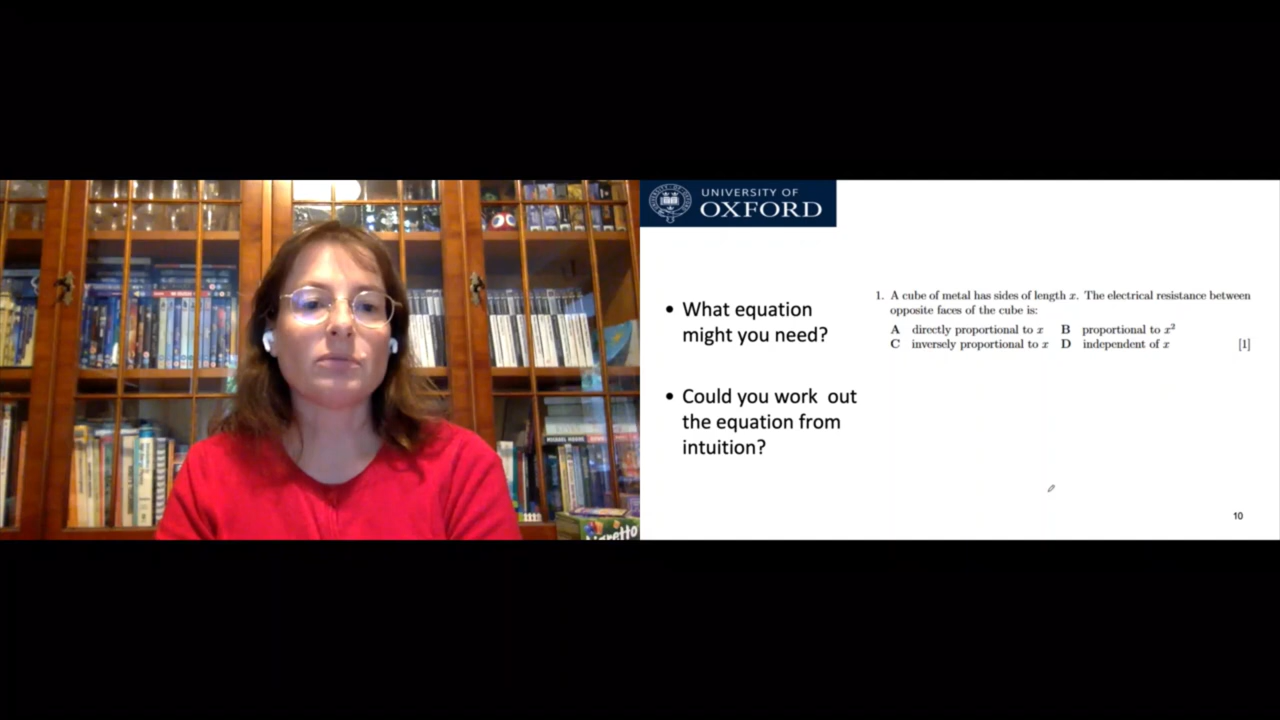 UNIVERSITY OF
OXFORD
• What equation
might you need?
• Could you work out
the equation from
intuition?
1. A cube of metal has sides of length x. The electrical resistance between
opposite faces of the cube is:
A directly proportional to x B proportional to x²
C inversely proportional to x D independent of x [1]
10